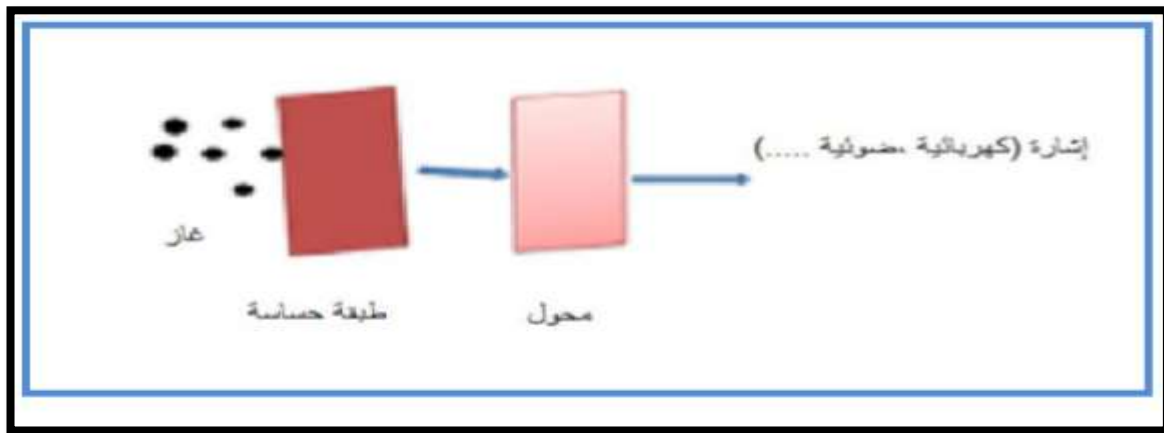 إشارة (كهربائية ،ضوئية .....)
غاز
طبقة حساسة
محول